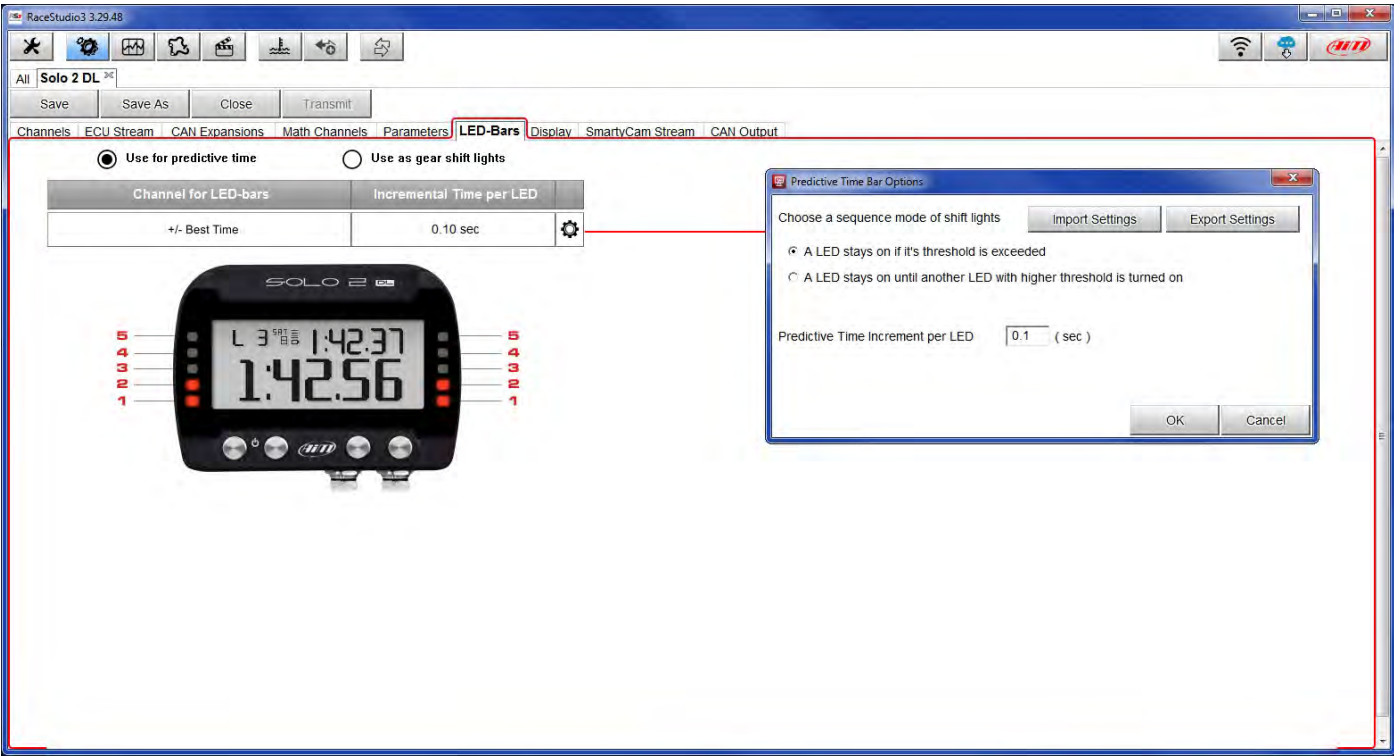 RaceStudio3 3.29.48
AiM
All Solo 2 DL
Save Save As Close Transmit
Channels ECU Stream CAN Expansions Math Channels Parameters LED-Bars Display SmartyCam Stream CAN Output
Use for predictive time Use as gear shift lights
Channel for LED-bars Incremental Time per LED
+/- Best Time 0.10 sec
SOLO 2 DL
L 3 SAT 1:42.37
1:42.56
5 5
4 4
3 3
2 2
1 1
AiM
Predictive Time Bar Options
Choose a sequence mode of shift lights Import Settings Export Settings
A LED stays on if it's threshold is exceeded
A LED stays on until another LED with higher threshold is turned on
Predictive Time Increment per LED 0.1 ( sec )
OK Cancel